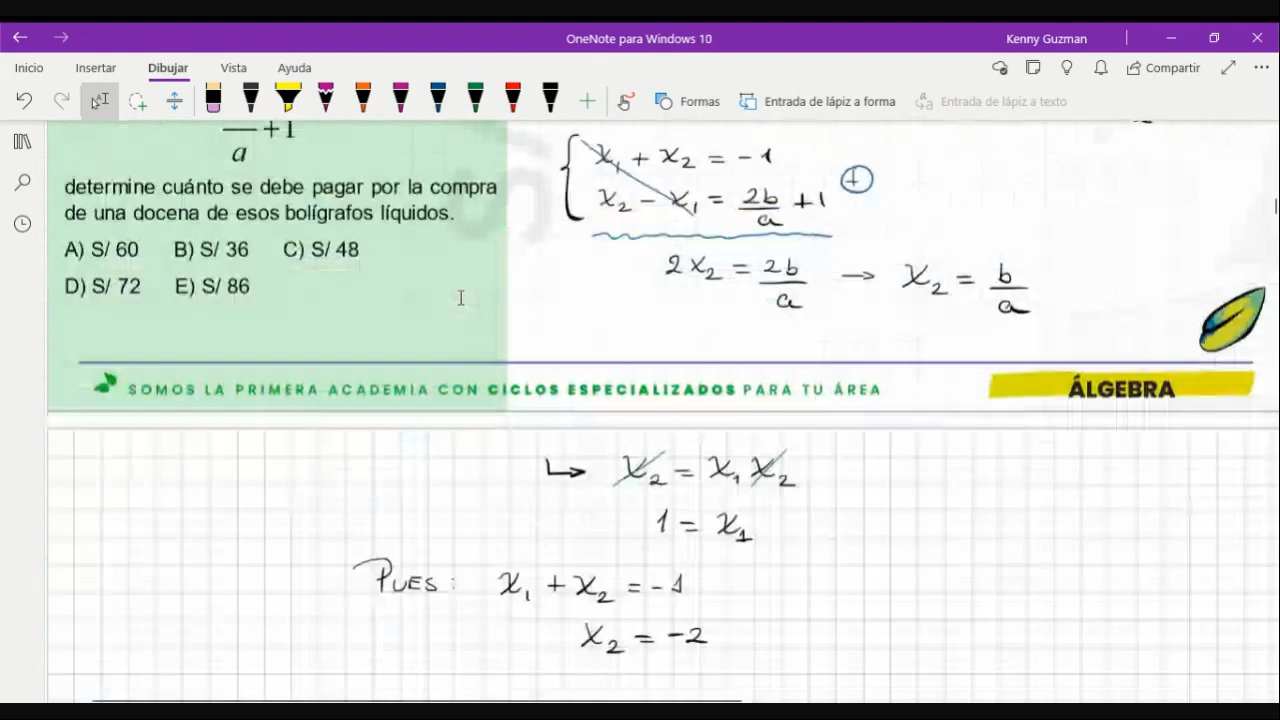 OneNote para Windows 10
Kenny Guzman
Inicio Insertar Dibujar Vista Ayuda
Compartir
Formas Entrada de lápiz a forma Entrada de lápiz a texto
— + 1
a
determine cuánto se debe pagar por la compra
de una docena de esos bolígrafos líquidos.
A) S/ 60 B) S/ 36 C) S/ 48
D) S/ 72 E) S/ 86
x₁ + x₂ = -1
x₂ - x₁ = 2b/a + 1
+
2x₂ = 2b/a → x₂ = b/a
SOMOS LA PRIMERA ACADEMIA CON CICLOS ESPECIALIZADOS PARA TU ÁREA
ÁLGEBRA
↳ x₂ = x₁ x₂
1 = x₁
PUES: x₁ + x₂ = -1
x₂ = -2